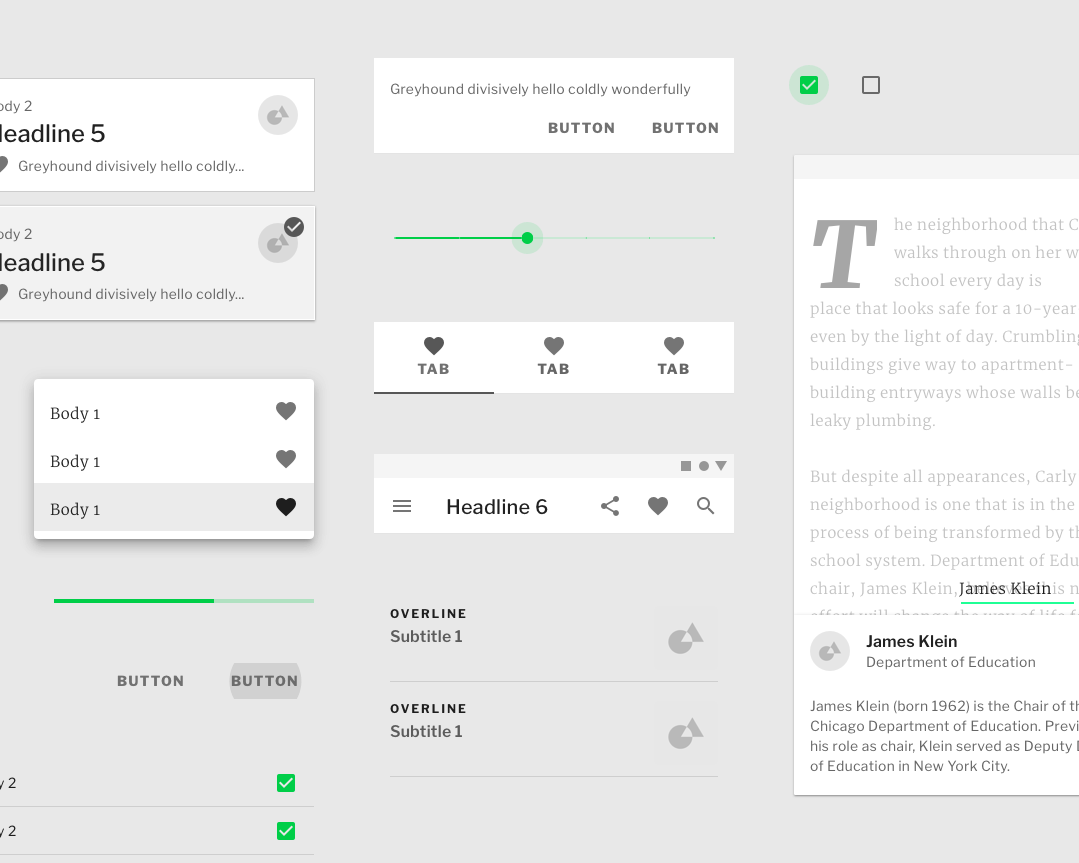 ody 2
eadline 5
Greyhound divisively hello coldly...
ody 2
eadline 5
Greyhound divisively hello coldly...
Body 1
Body 1
Body 1
BUTTON BUTTON
y 2
y 2
Greyhound divisively hello coldly wonderfully
BUTTON BUTTON
TAB TAB TAB
Headline 6
OVERLINE
Subtitle 1
OVERLINE
Subtitle 1
The neighborhood that C
walks through on her w
school every day is
place that looks safe for a 10-year
even by the light of day. Crumbling
buildings give way to apartment-
building entryways whose walls be
leaky plumbing.
But despite all appearances, Carly
neighborhood is one that is in the
process of being transformed by th
school system. Department of Edu
chair, James Klein, James Klein is n
effort will change the way of life f
James Klein
Department of Education
James Klein (born 1962) is the Chair of th
Chicago Department of Education. Previ
his role as chair, Klein served as Deputy
of Education in New York City.